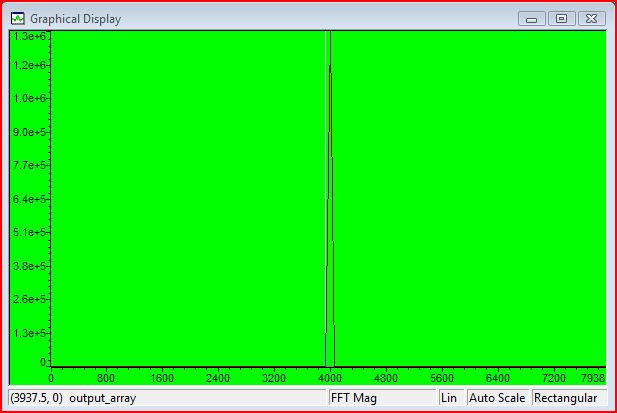 Graphical Display
1.3e+6
1.2e+6
1.0e+6
9.0e+5
7.7e+5
6.4e+5
5.1e+5
3.8e+5
2.6e+5
1.3e+5
0
0 800 1600 2400 3200 4000 4800 5600 6400 7200 7938
(3937.5, 0) output_array FFT Mag Lin Auto Scale Rectangular